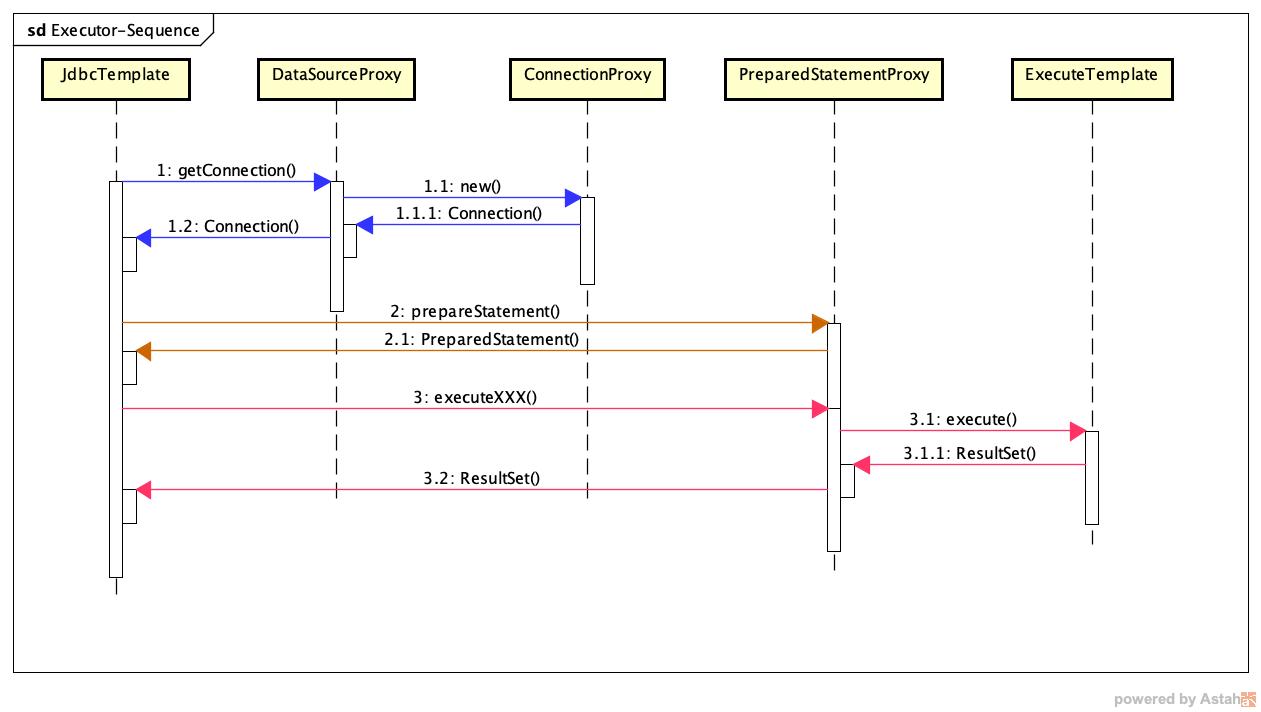 sd Executor-Sequence
JdbcTemplate
DataSourceProxy
ConnectionProxy
PreparedStatementProxy
ExecuteTemplate
1: getConnection()
1.1: new()
1.1.1: Connection()
1.2: Connection()
2: prepareStatement()
2.1: PreparedStatement()
3: executeXXX()
3.1: execute()
3.1.1: ResultSet()
3.2: ResultSet()
powered by Astah